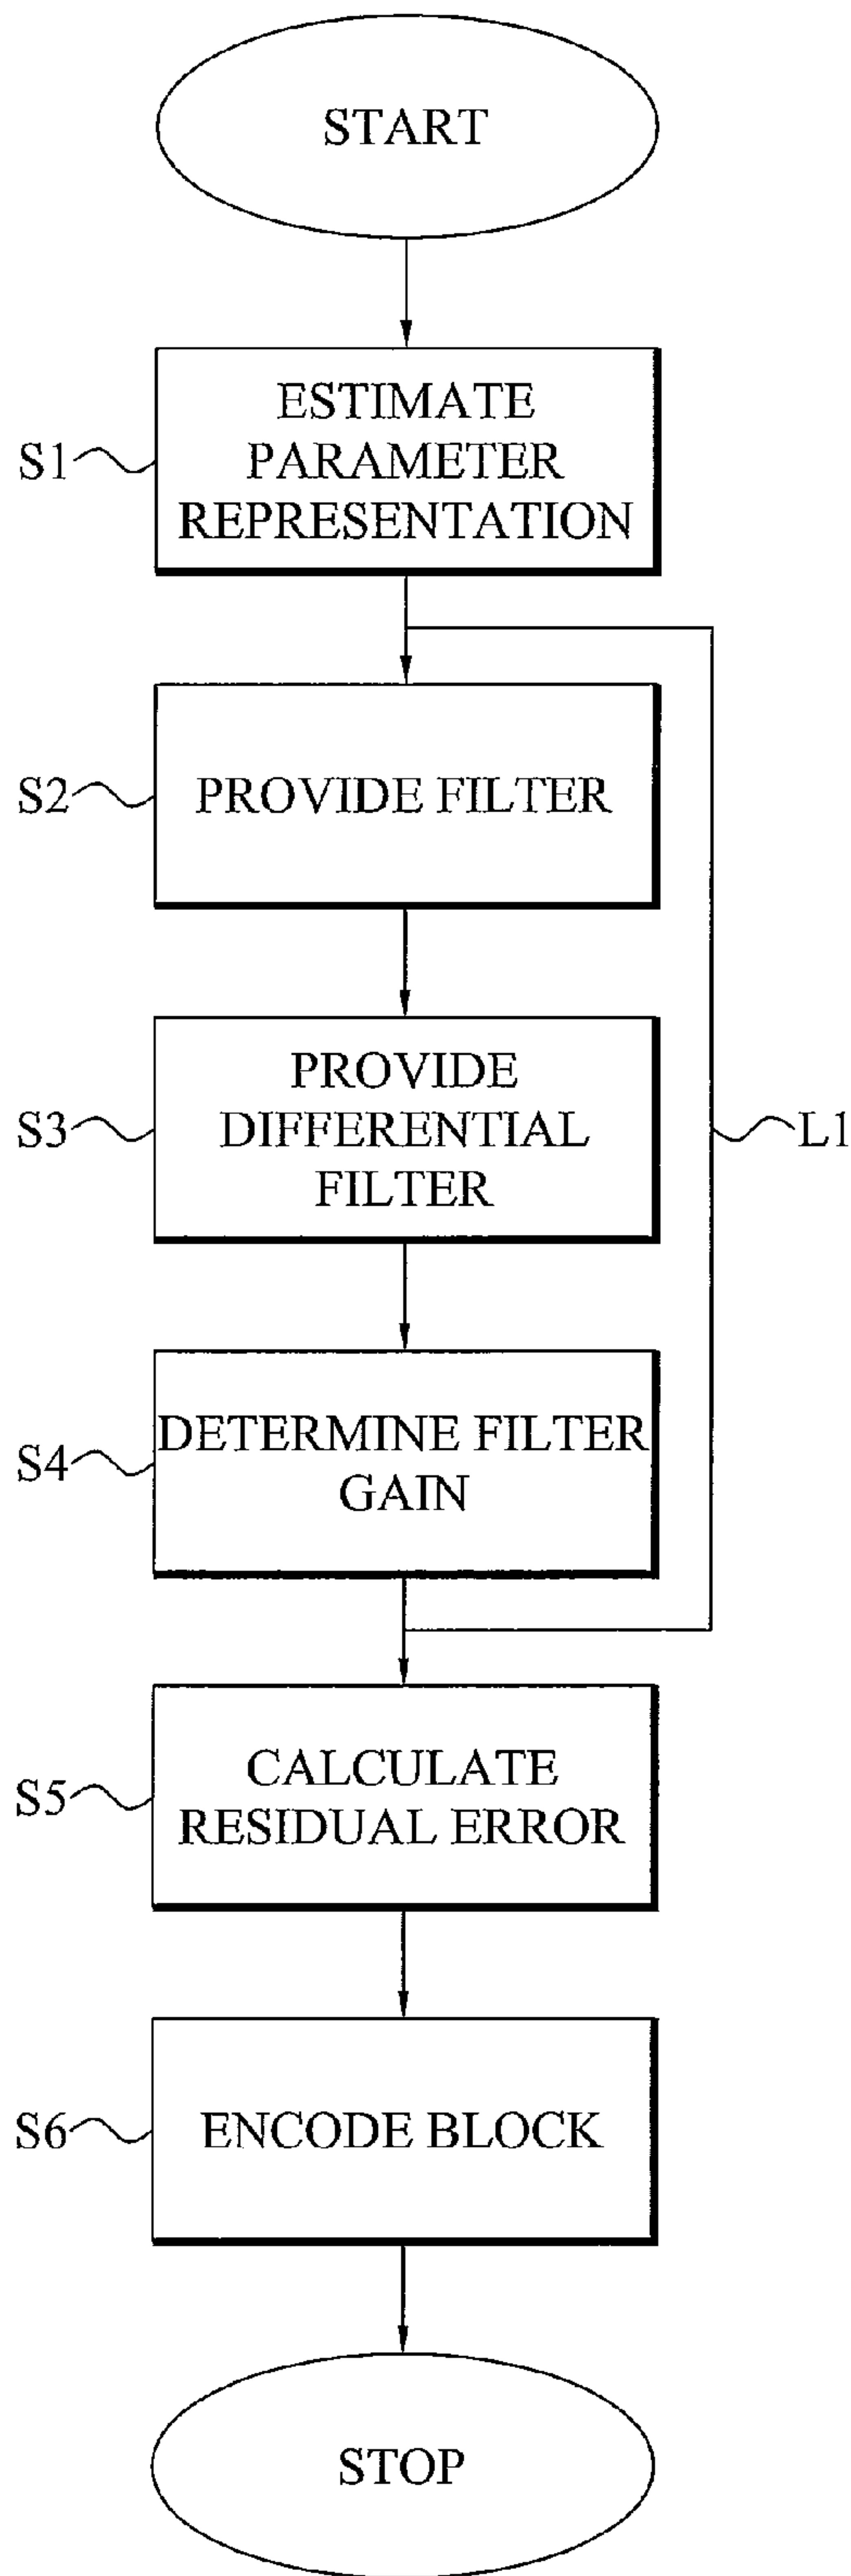 START
ESTIMATE
PARAMETER
REPRESENTATION
S1
PROVIDE FILTER
S2
PROVIDE
DIFFERENTIAL
FILTER
S3
L1
DETERMINE FILTER
GAIN
S4
CALCULATE
RESIDUAL ERROR
S5
ENCODE BLOCK
S6
STOP